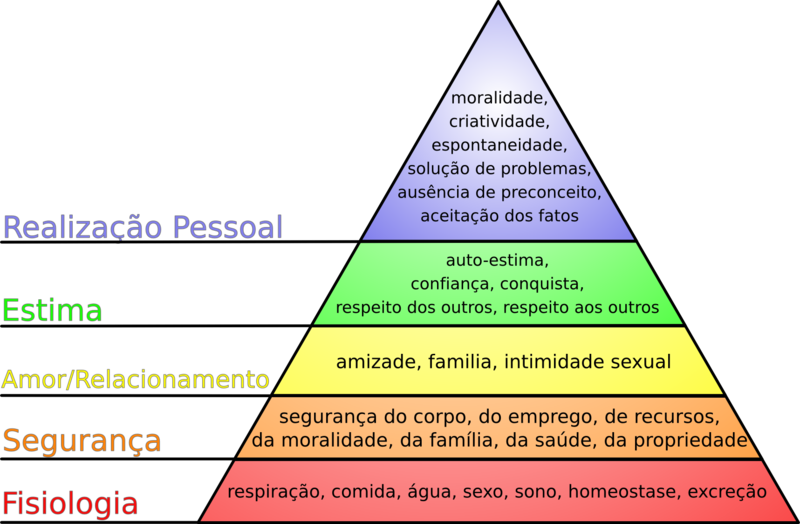 moralidade,
criatividade,
espontaneidade,
solução de problemas,
ausência de preconceito,
aceitação dos fatos
Realização Pessoal
auto-estima,
confiança, conquista,
respeito dos outros, respeito aos outros
Estima
amizade, familia, intimidade sexual
Amor/Relacionamento
segurança do corpo, do emprego, de recursos,
da moralidade, da família, da saúde, da propriedade
Segurança
respiração, comida, água, sexo, sono, homeostase, excreção
Fisiologia